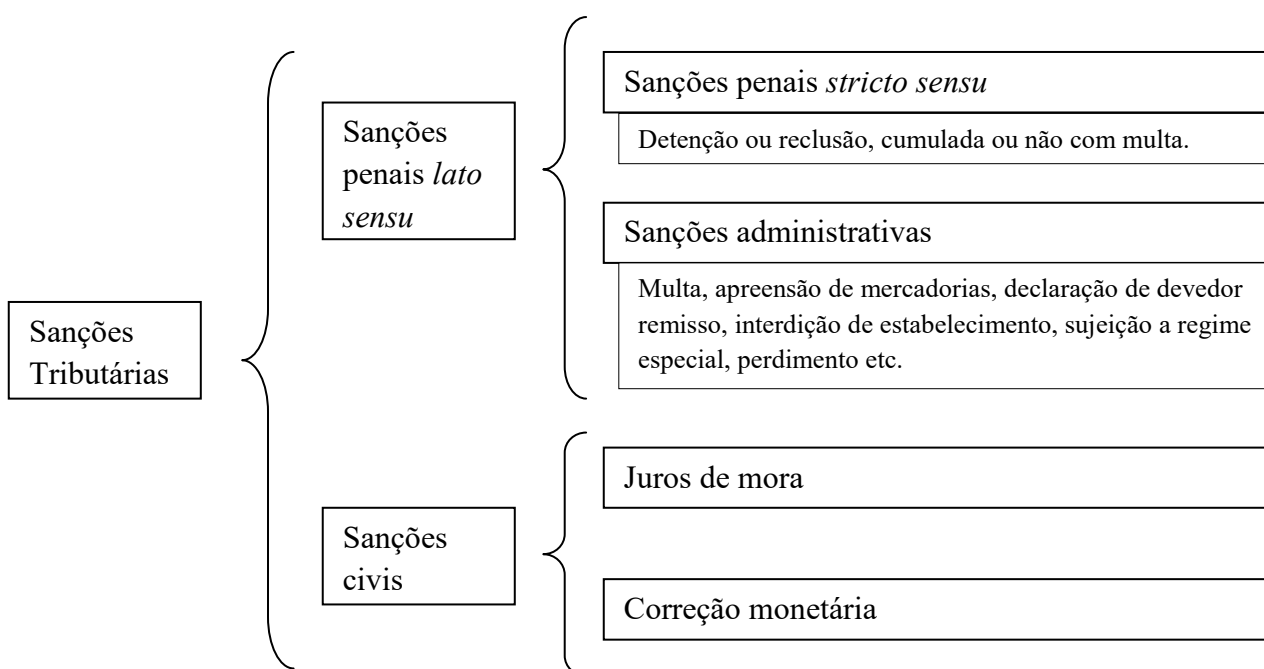 Sanções
Tributárias
Sanções
penais lato
sensu
Sanções penais stricto sensu
Detenção ou reclusão, cumulada ou não com multa.
Sanções administrativas
Multa, apreensão de mercadorias, declaração de devedor
remisso, interdição de estabelecimento, sujeição a regime
especial, perdimento etc.
Sanções
civis
Juros de mora
Correção monetária